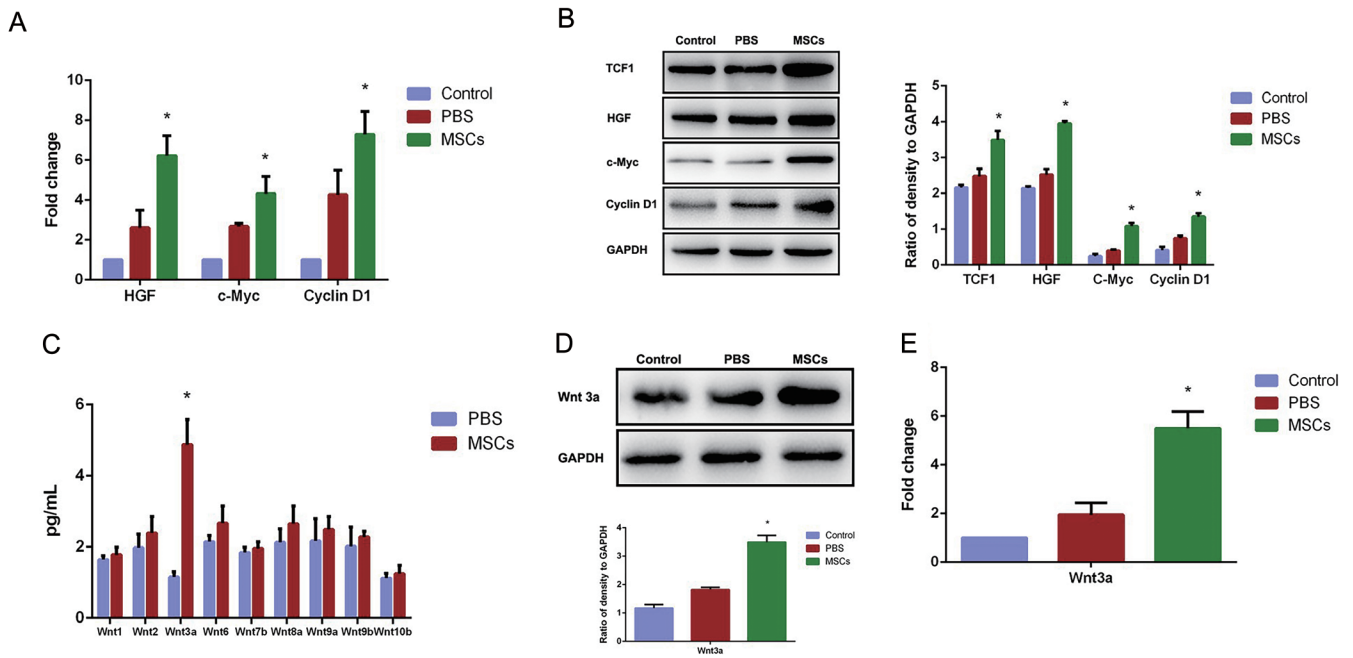 A
Fold change
10
8
6
4
2
0
*
*
*
HGF
c-Myc
Cyclin D1
Control
PBS
MSCs
B
Control PBS MSCs
TCF1
HGF
c-Myc
Cyclin D1
GAPDH
Ratio of density to GAPDH
5
4
3
2
1
0
*
*
*
*
TCF1
HGF
C-Myc
Cyclin D1
Control
PBS
MSCs
C
pg/mL
6
4
2
0
*
Wnt1 Wnt2 Wnt3a Wnt6 Wnt7b Wnt8a Wnt9a Wnt9b Wnt10b
PBS
MSCs
D
Control PBS MSCs
Wnt 3a
GAPDH
Ratio of density to GAPDH
4
3
2
1
0
*
Wnt3a
Control
PBS
MSCs
E
Fold change
8
6
4
2
0
*
Wnt3a
Control
PBS
MSCs